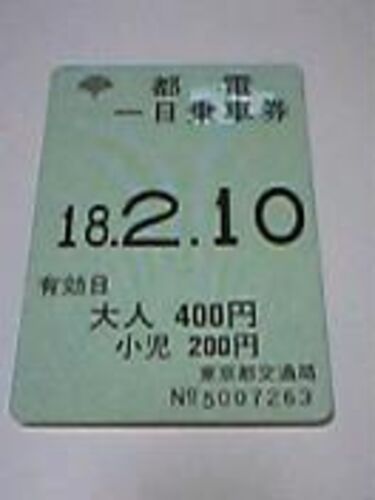 都電
一日乗車券
18.2.10
有効日
大人 400円
小児 200円
東京都交通局
№5007263